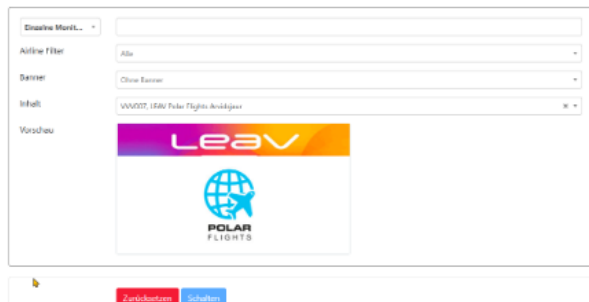 Einzelne Monit...
Airline Filter
Alle
Banner
Ohne Banner
Inhalt
VVV007, LEAV Polar Flights Arvidsjaur
Vorschau
Leav
POLAR
FLIGHTS
Zurücksetzen Schalten